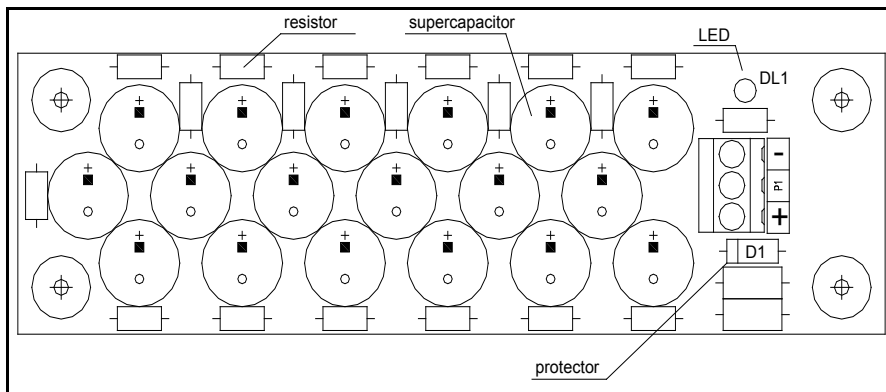 resistor
supercapacitor
LED
DL1
+ + + + + +
-
P1
+
+ + + + + +
D1
+ + + + + +
protector